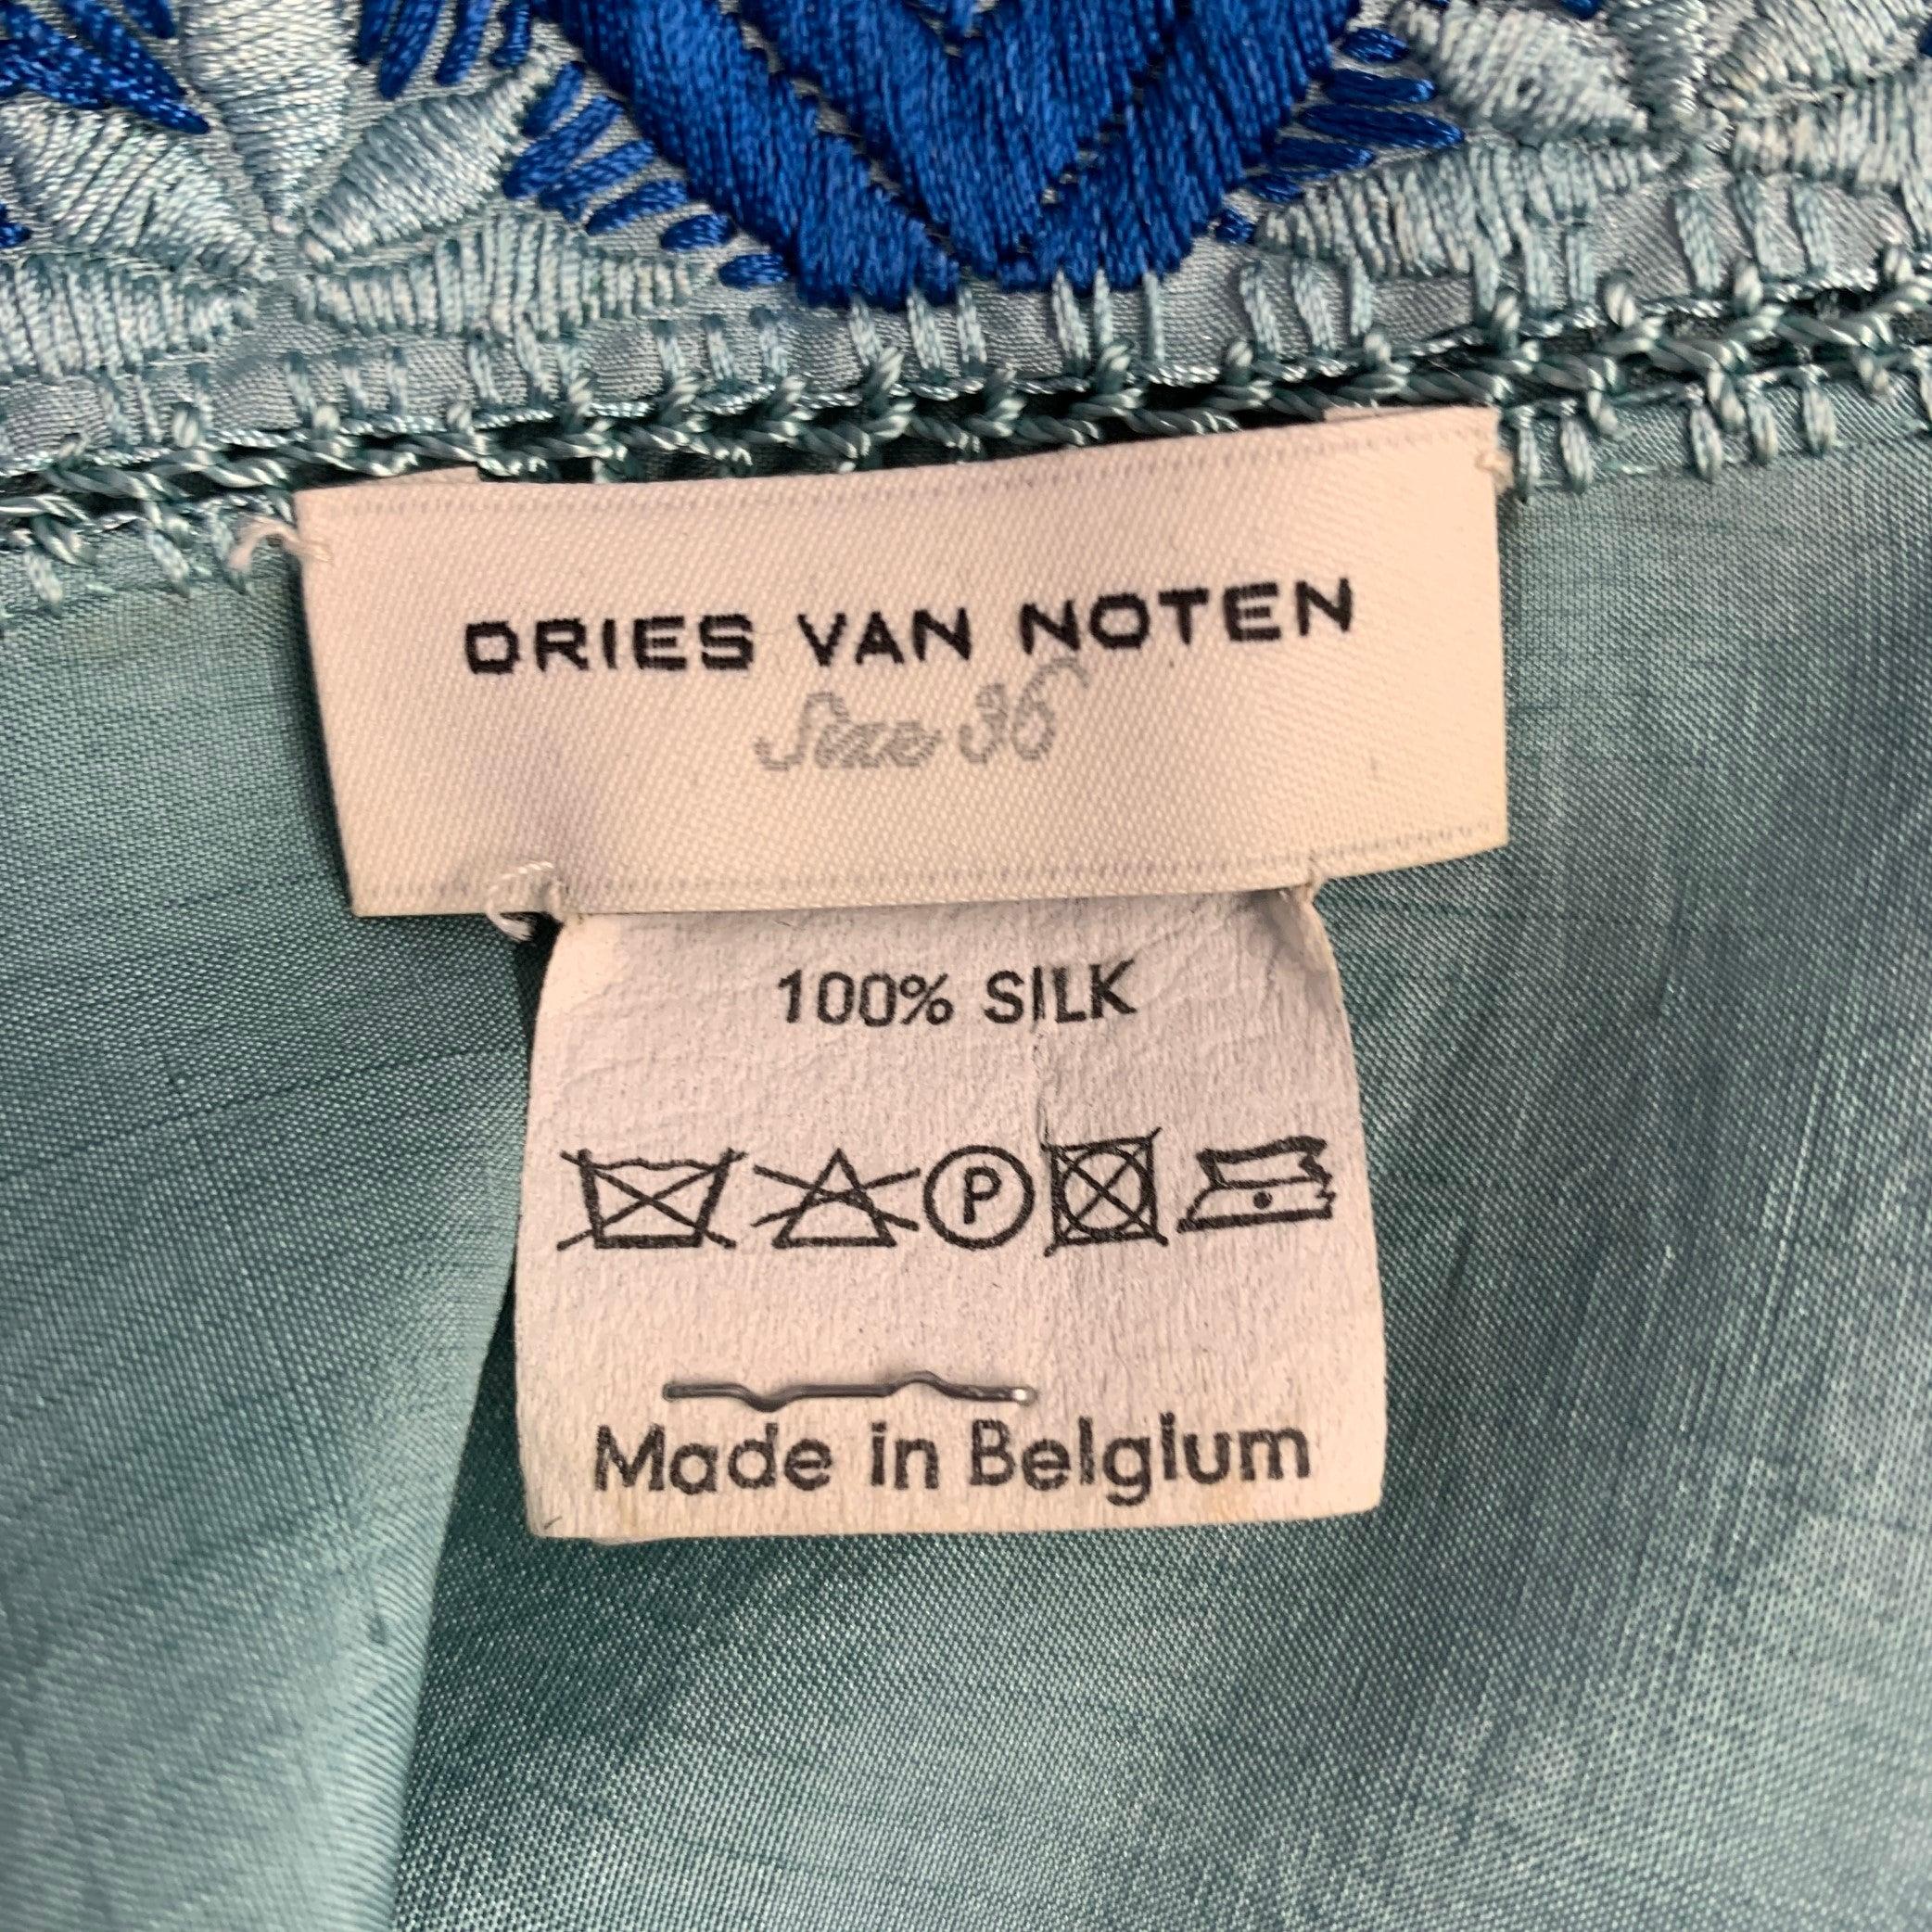 DRIES VAN NOTEN
Size 36
100% SILK
P
Made in Belgium